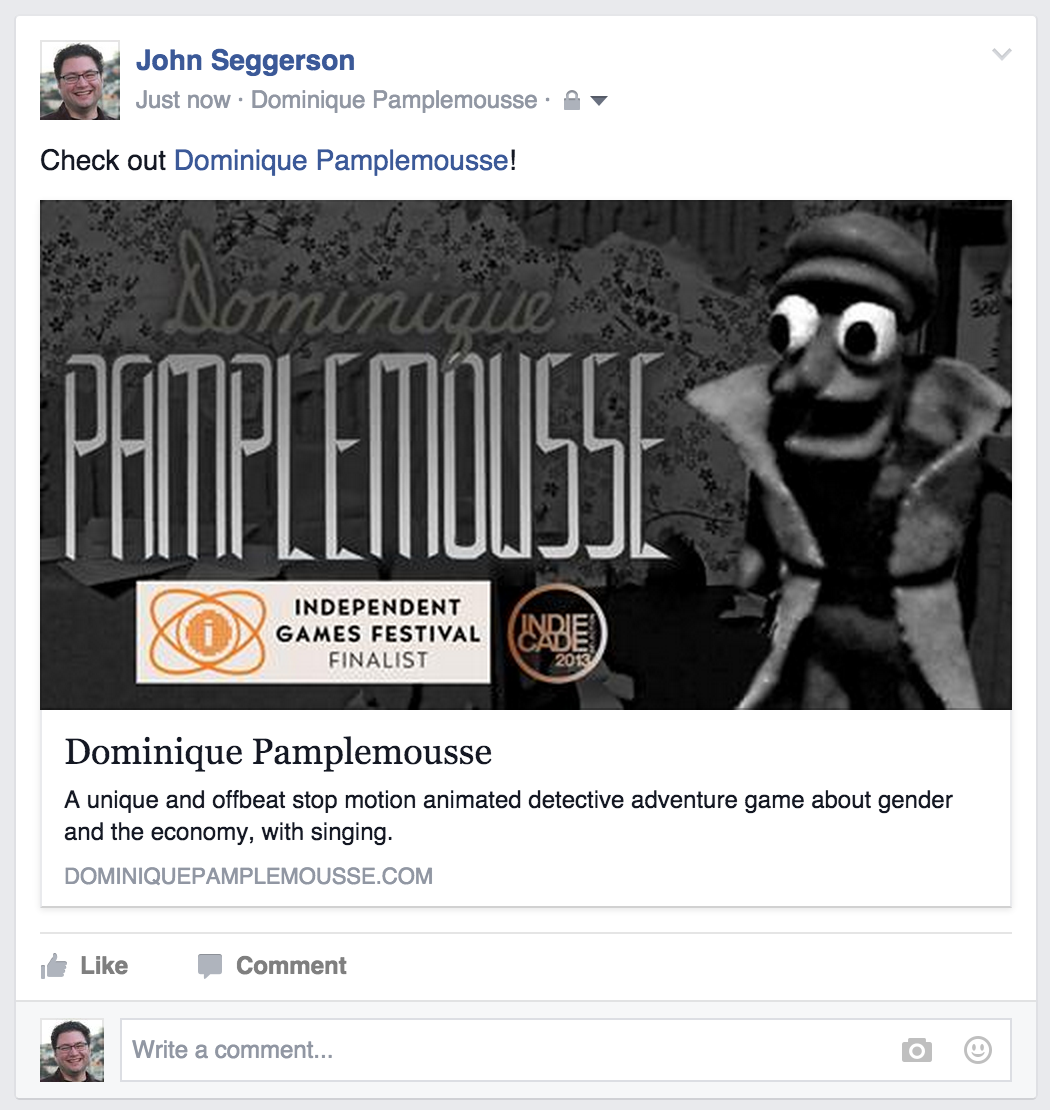 John Seggerson
Just now · Dominique Pamplemousse ·
Check out Dominique Pamplemousse!
Dominique
PAMPLEMOUSSE
INDEPENDENT
GAMES FESTIVAL
FINALIST
INDIE
CADE
2013
Dominique Pamplemousse
A unique and offbeat stop motion animated detective adventure game about gender
and the economy, with singing.
DOMINIQUEPAMPLEMOUSSE.COM
Like Comment
Write a comment...